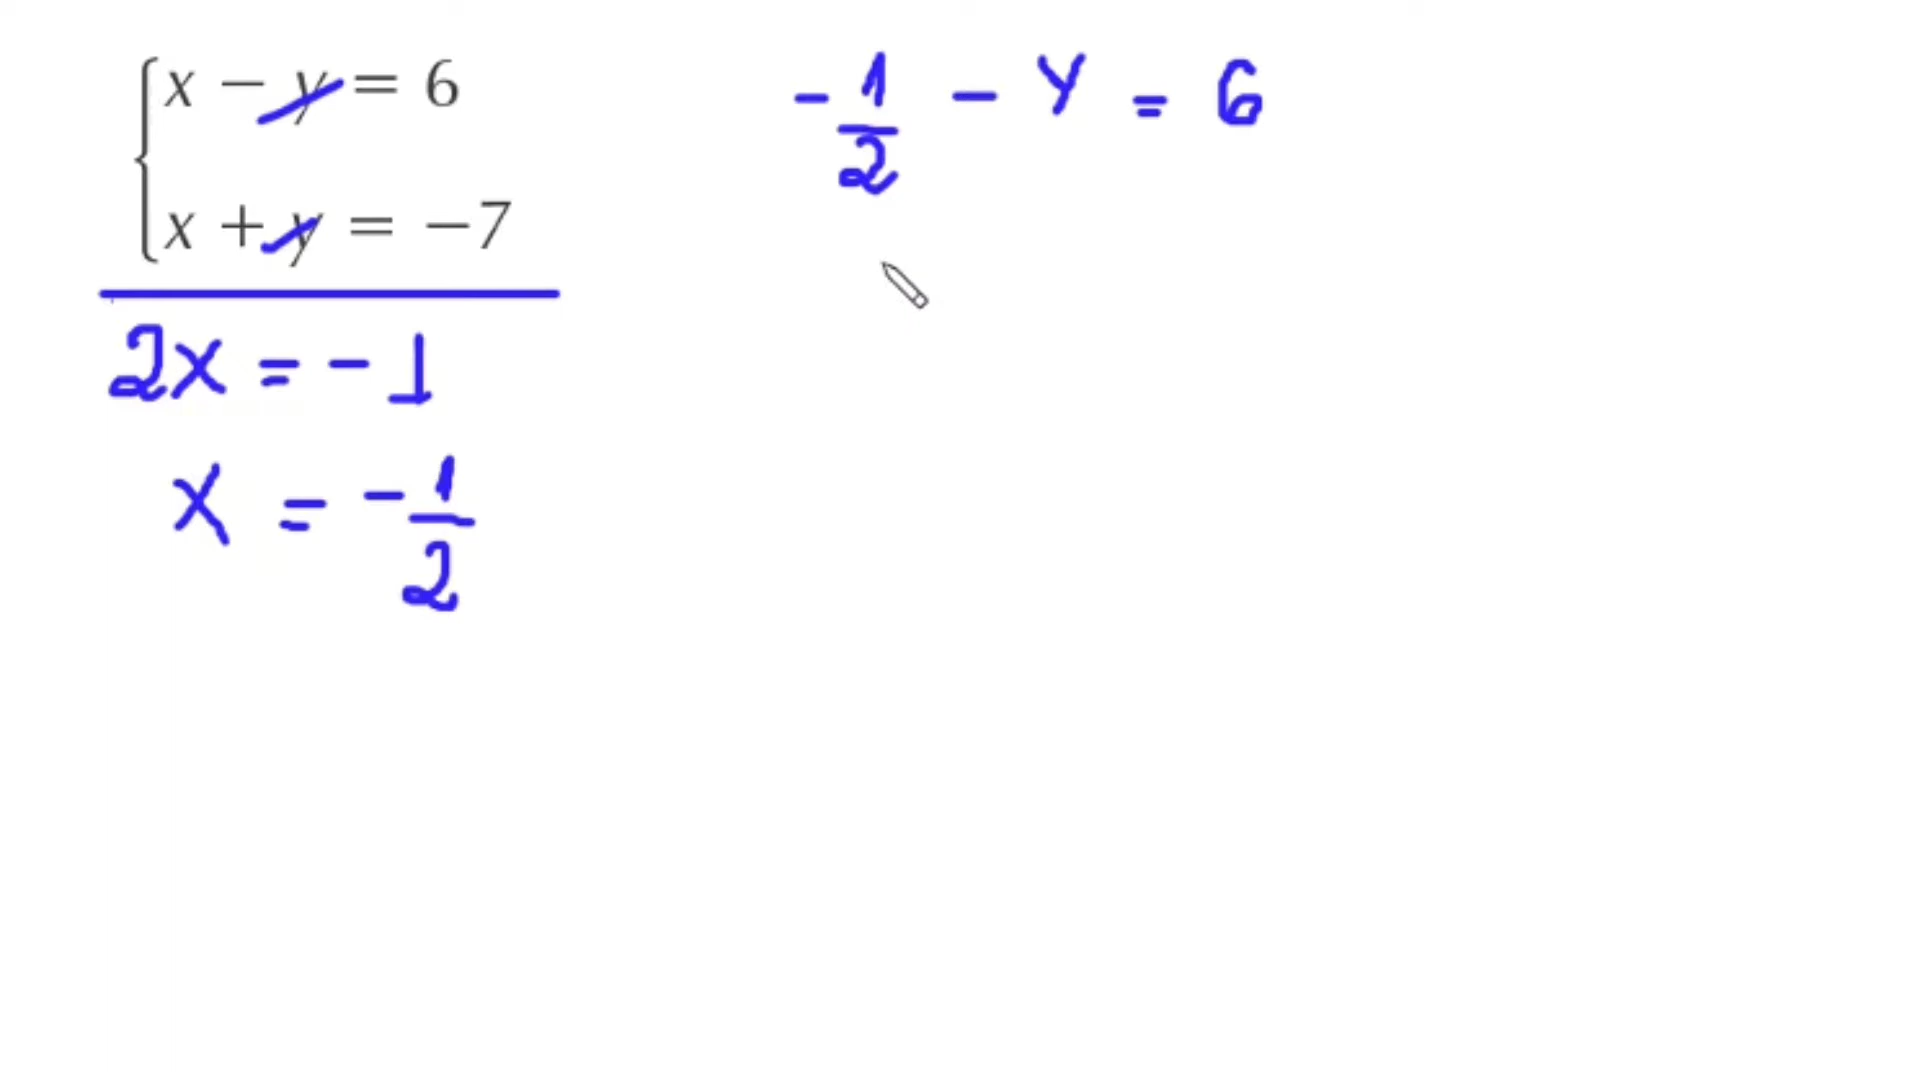 x − y = 6
x + y = −7
2x = -1
x = -1/2
-1/2 - y = 6